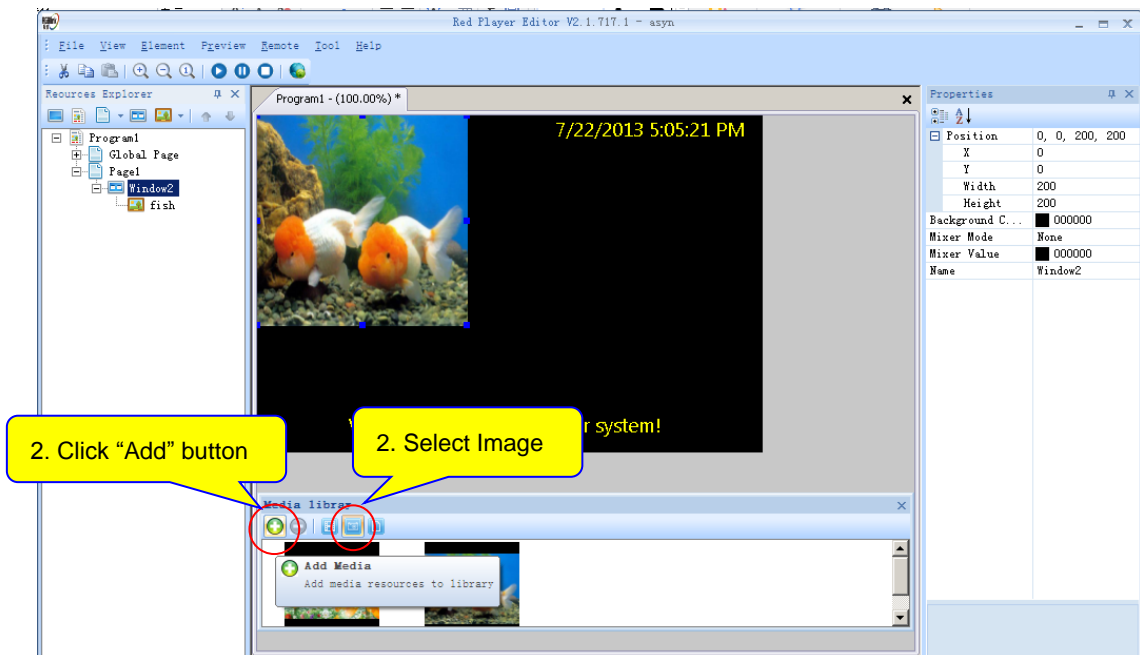 Red Player Editor V2.1.717.1 - asyn
File View Element Preview Remote Tool Help
Reources Explorer
Program1 - (100.00%) *
Properties
Program1
Global Page
Page1
Window2
fish
7/22/2013 5:05:21 PM
r system!
Position 0, 0, 200, 200
X 0
Y 0
Width 200
Height 200
Background C... 000000
Mixer Mode None
Mixer Value 000000
Name Window2
2. Click “Add” button
2. Select Image
Media librar
Add Media
Add media resources to library